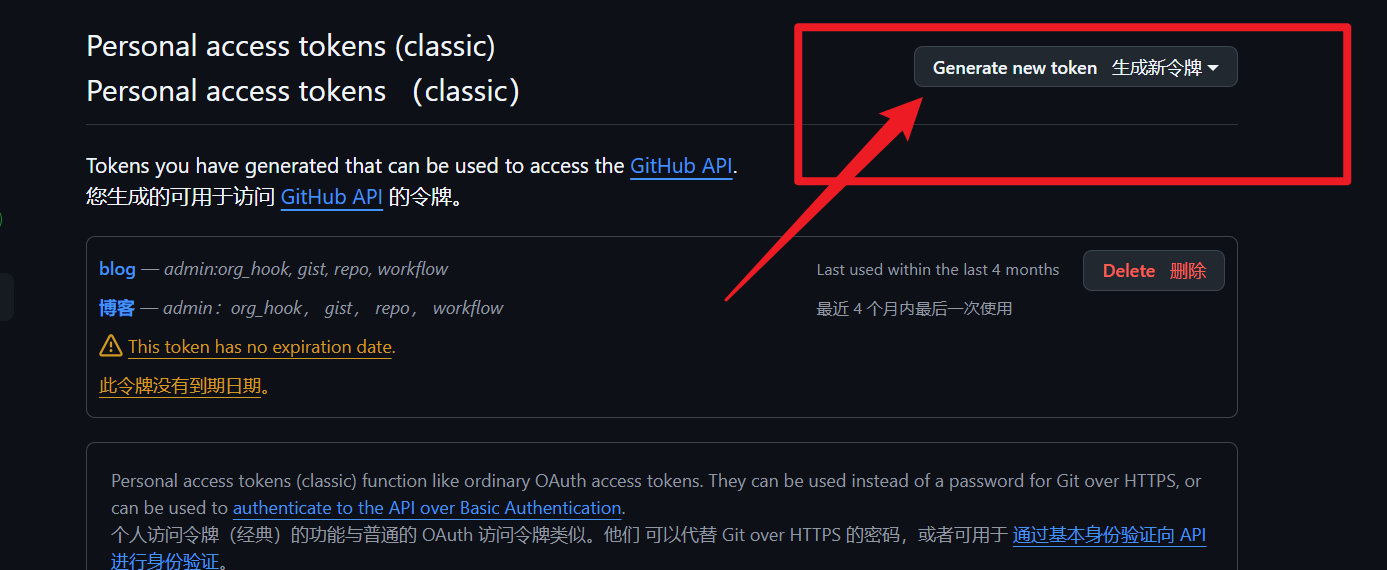 Personal access tokens (classic)
Personal access tokens （classic）
Generate new token 生成新令牌
Tokens you have generated that can be used to access the GitHub API.
您生成的可用于访问 GitHub API 的令牌。
blog — admin:org_hook, gist, repo, workflow
Last used within the last 4 months
Delete 删除
博客 — admin：org_hook， gist， repo， workflow
最近 4 个月内最后一次使用
This token has no expiration date.
此令牌没有到期日期。
Personal access tokens (classic) function like ordinary OAuth access tokens. They can be used instead of a password for Git over HTTPS, or
can be used to authenticate to the API over Basic Authentication.
个人访问令牌（经典）的功能与普通的 OAuth 访问令牌类似。他们 可以代替 Git over HTTPS 的密码，或者可用于 通过基本身份验证向 API
进行身份验证。